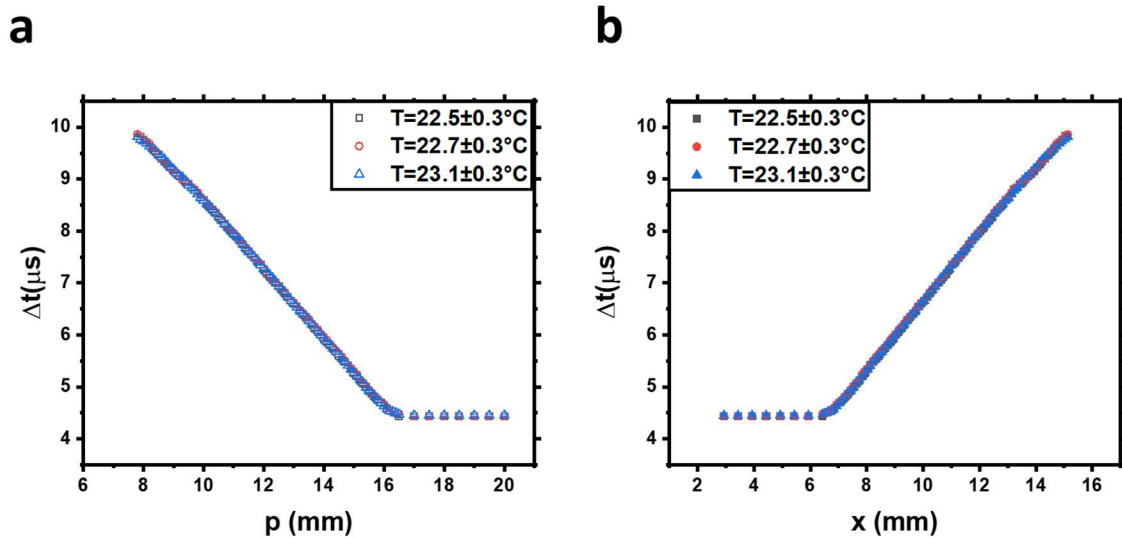 a
b
T=22.5±0.3°C
T=22.7±0.3°C
T=23.1±0.3°C
T=22.5±0.3°C
T=22.7±0.3°C
T=23.1±0.3°C
10
9
8
7
6
5
4
Δt(μs)
6 8 10 12 14 16 18 20
p (mm)
10
9
8
7
6
5
4
Δt(μs)
2 4 6 8 10 12 14 16
x (mm)